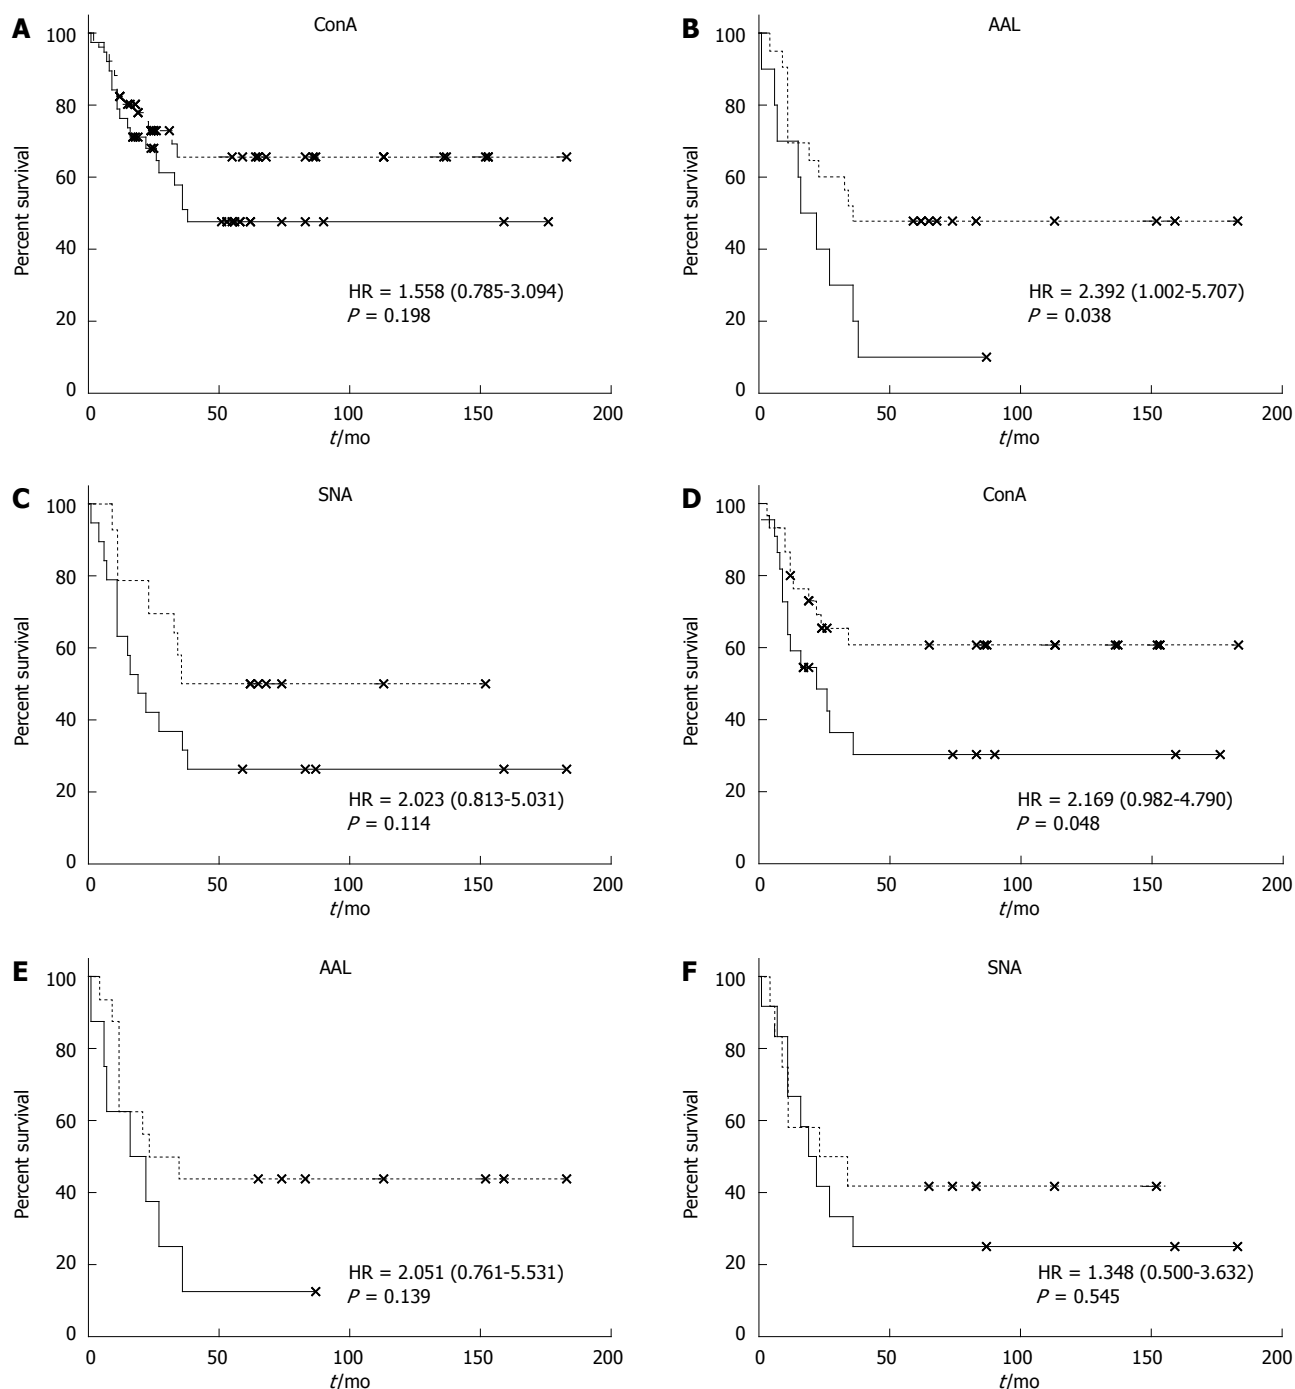 A
ConA
100
80
60
40
20
0
Percent survival
HR = 1.558 (0.785-3.094)
P = 0.198
0 50 100 150 200
t/mo
B
AAL
100
80
60
40
20
0
Percent survival
HR = 2.392 (1.002-5.707)
P = 0.038
0 50 100 150 200
t/mo
C
SNA
100
80
60
40
20
0
Percent survival
HR = 2.023 (0.813-5.031)
P = 0.114
0 50 100 150 200
t/mo
D
ConA
100
80
60
40
20
0
Percent survival
HR = 2.169 (0.982-4.790)
P = 0.048
0 50 100 150 200
t/mo
E
AAL
100
80
60
40
20
0
Percent survival
HR = 2.051 (0.761-5.531)
P = 0.139
0 50 100 150 200
t/mo
F
SNA
100
80
60
40
20
0
Percent survival
HR = 1.348 (0.500-3.632)
P = 0.545
0 50 100 150 200
t/mo